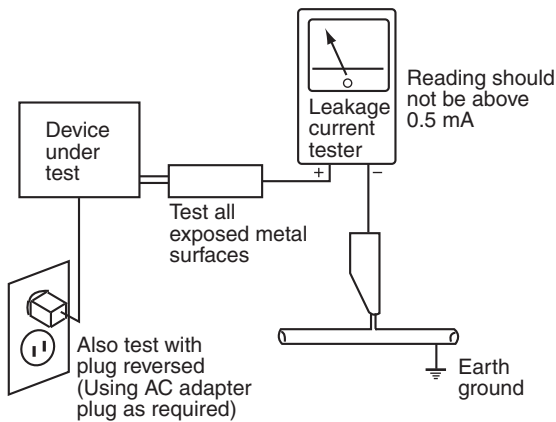 Device
under
test
Leakage
current
tester
+
−
Reading should
not be above
0.5 mA
Test all
exposed metal
surfaces
Also test with
plug reversed
(Using AC adapter
plug as required)
Earth
ground